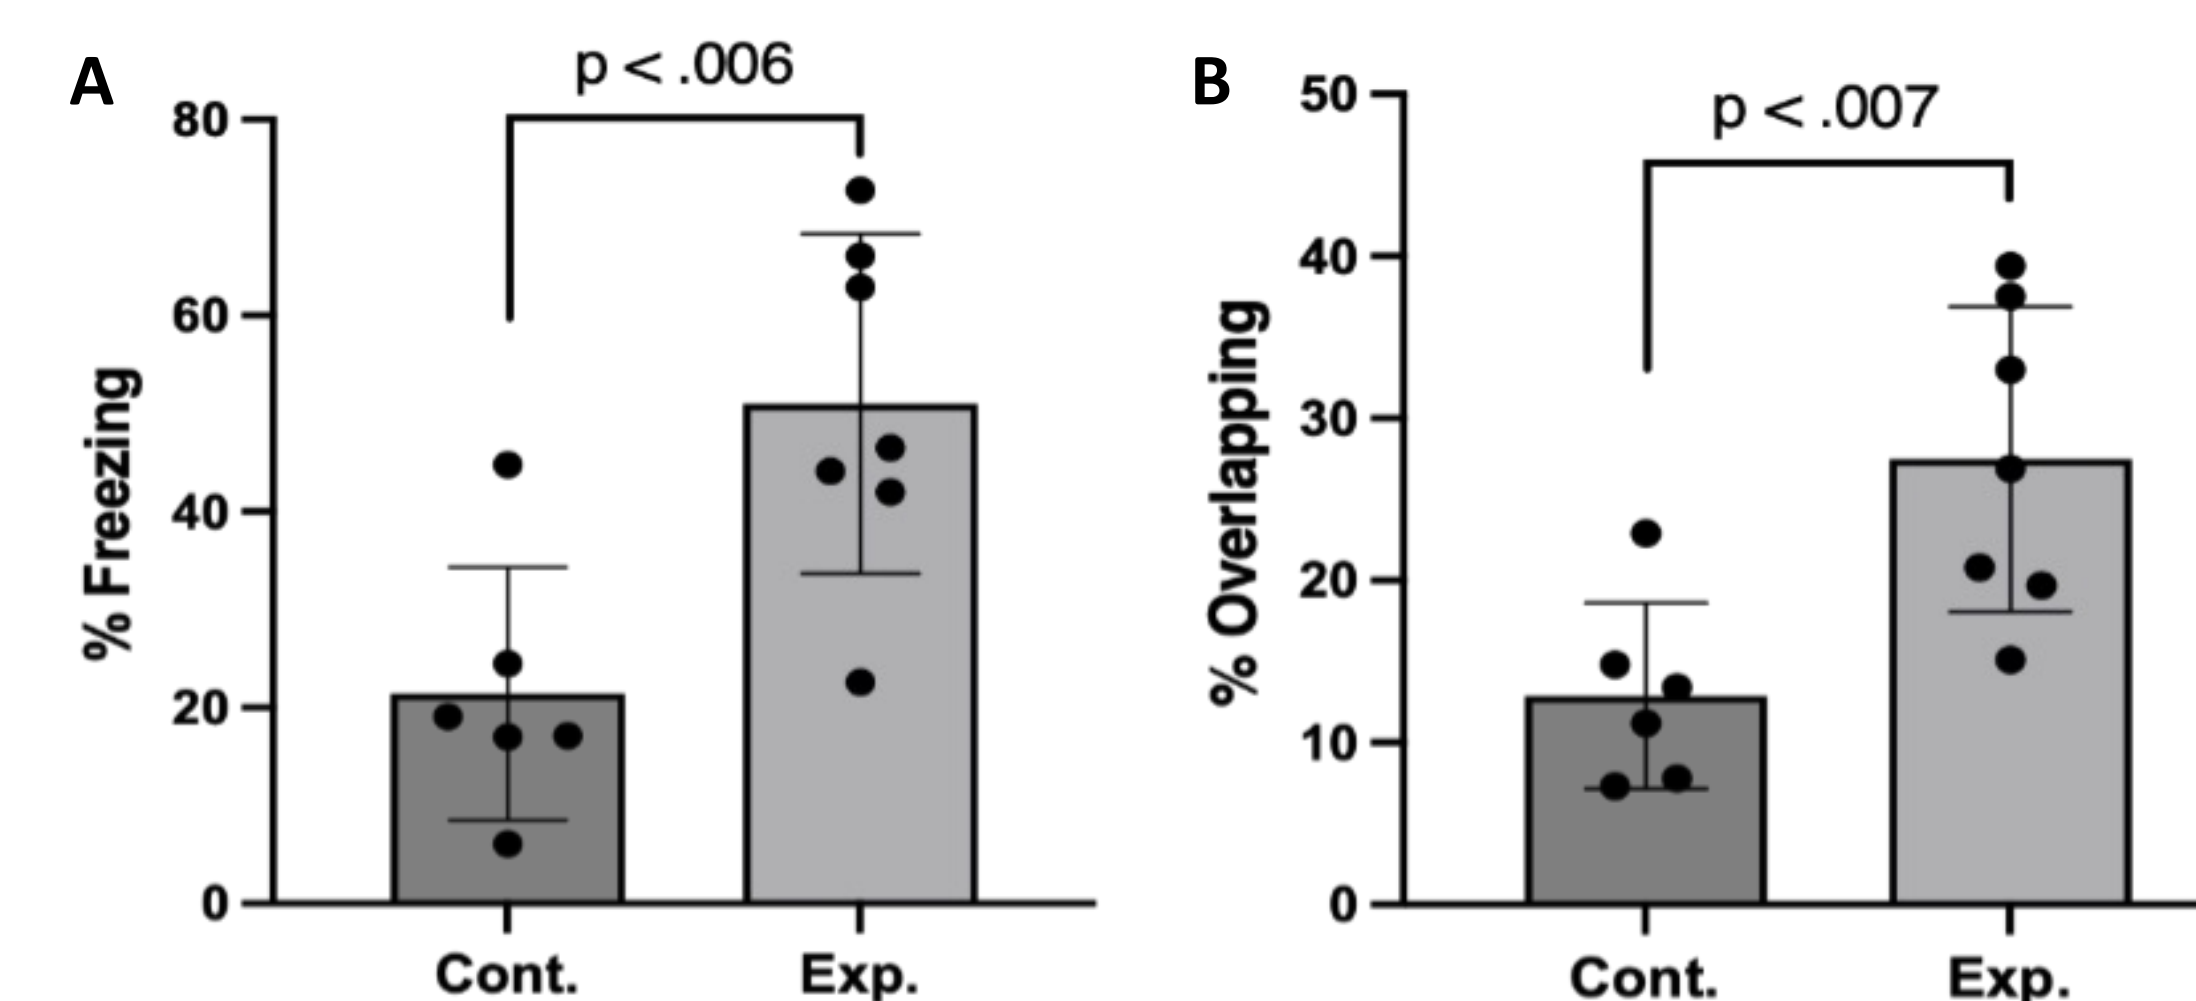 A
p < .006
80
60
40
20
0
% Freezing
Cont.
Exp.
B
p < .007
50
40
30
20
10
0
% Overlapping
Cont.
Exp.